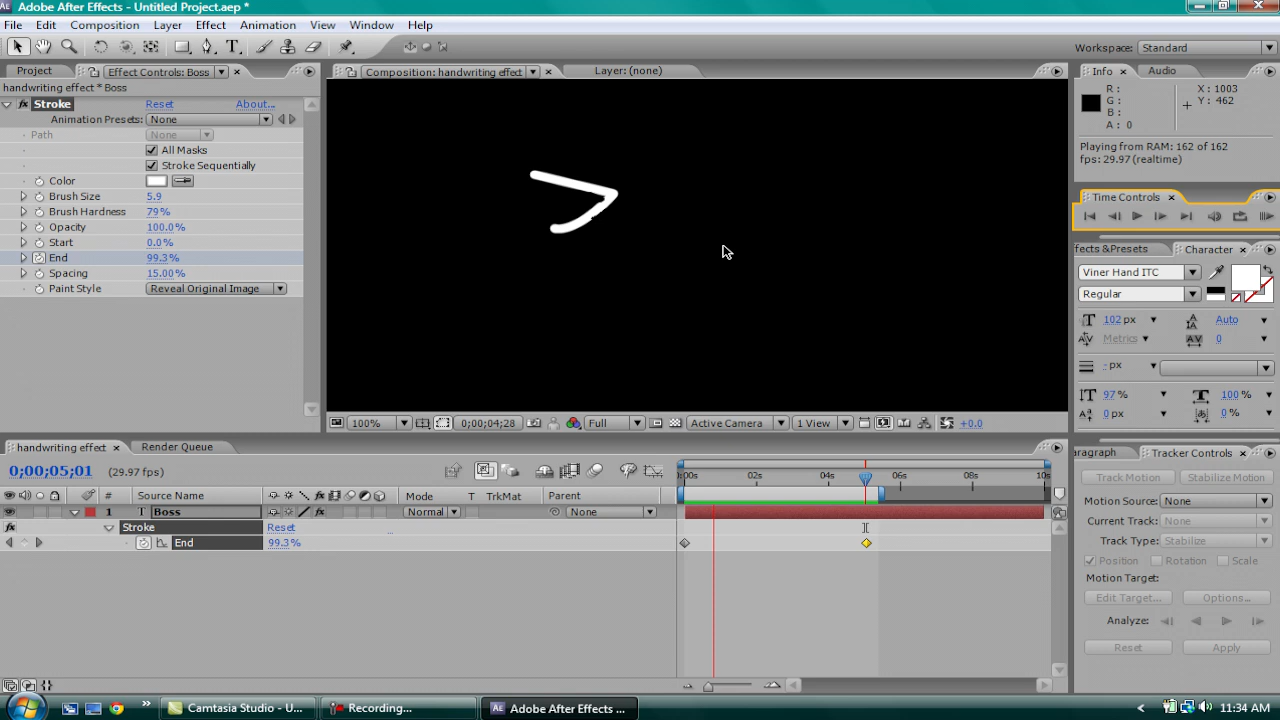 Adobe After Effects - Untitled Project.aep *
File Edit Composition Layer Effect Animation View Window Help
Workspace: Standard
Project Effect Controls: Boss Composition: handwriting effect Layer: (none) Info Audio
handwriting effect * Boss
Stroke Reset About...
Animation Presets: None
Path None
All Masks
Stroke Sequentially
Color
Brush Size 5.9
Brush Hardness 79%
Opacity 100.0%
Start 0.0%
End 99.3%
Spacing 15.00%
Paint Style Reveal Original Image
R: X: 1003
G: Y: 462
B:
A: 0
Playing from RAM: 162 of 162
fps: 29.97 (realtime)
Time Controls
ffects&Presets Character
Viner Hand ITC
Regular
102 px Auto
Metrics 0
- px
97 % 100 %
0 px 0 %
100% 0;00;04;28 Full Active Camera 1 View +0.0
handwriting effect Render Queue
0;00;05;01 (29.97 fps)
:00s 02s 04s 06s 08s 10s
# Source Name Mode T TrkMat Parent
1 T Boss Normal None
Stroke Reset
End 99.3%
aragraph Tracker Controls
Track Motion Stabilize Motion
Motion Source: None
Current Track: None
Track Type: Stabilize
Position Rotation Scale
Motion Target:
Edit Target... Options...
Analyze:
Reset Apply
Camtasia Studio - U... Recording... Adobe After Effects ... 11:34 AM